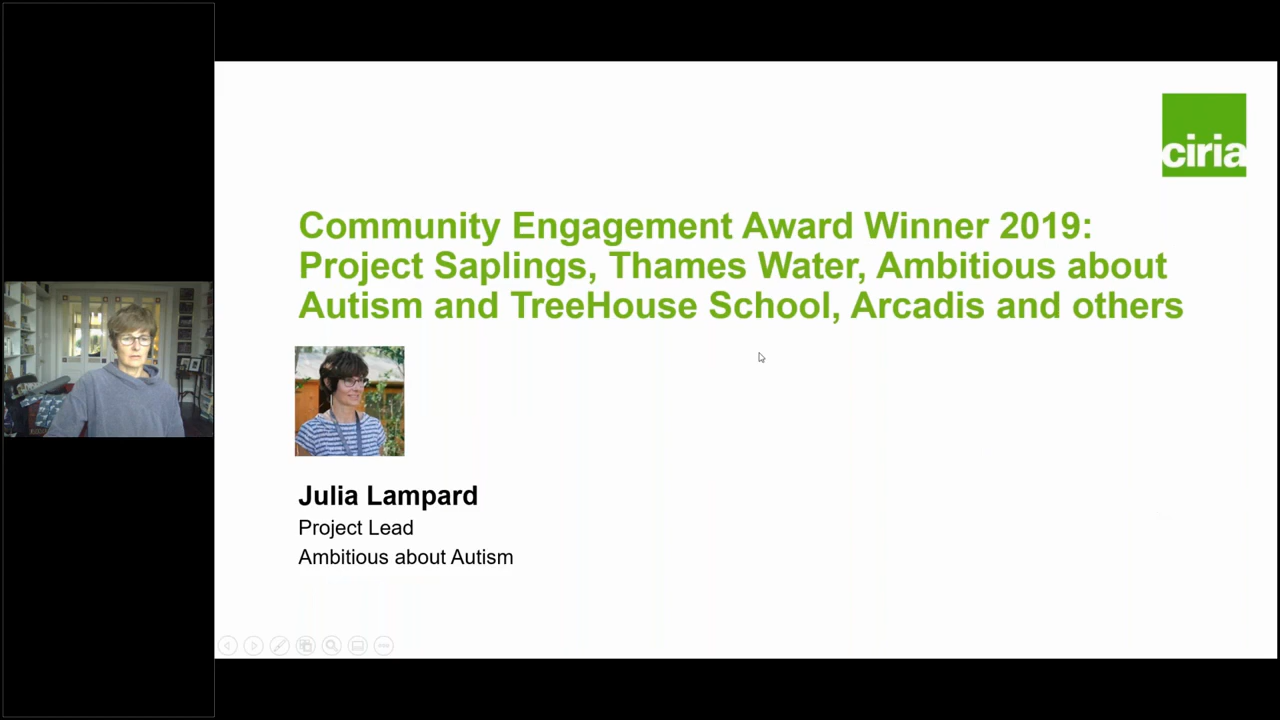 ciria
Community Engagement Award Winner 2019:
Project Saplings, Thames Water, Ambitious about
Autism and TreeHouse School, Arcadis and others
Julia Lampard
Project Lead
Ambitious about Autism